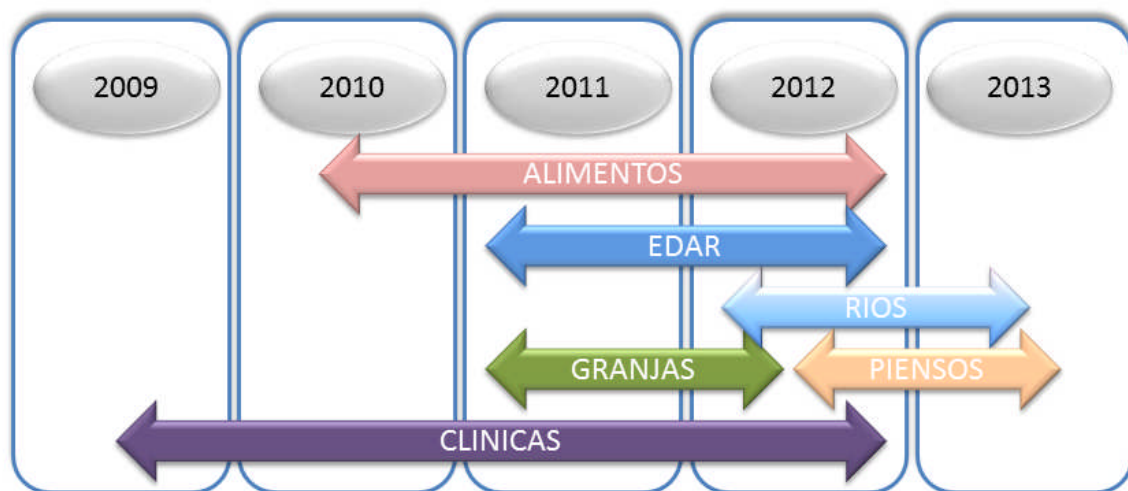 2009 2010 2011 2012 2013
ALIMENTOS
EDAR
RIOS
GRANJAS PIENSOS
CLINICAS